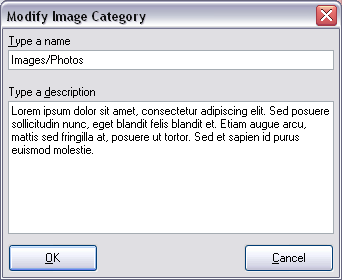 Modify Image Category
Type a name
Images/Photos
Type a description
Lorem ipsum dolor sit amet, consectetur adipiscing elit. Sed posuere
sollicitudin nunc, eget blandit felis blandit et. Etiam augue arcu,
mattis sed fringilla at, posuere ut tortor. Sed et sapien id purus
euismod molestie.
OK
Cancel